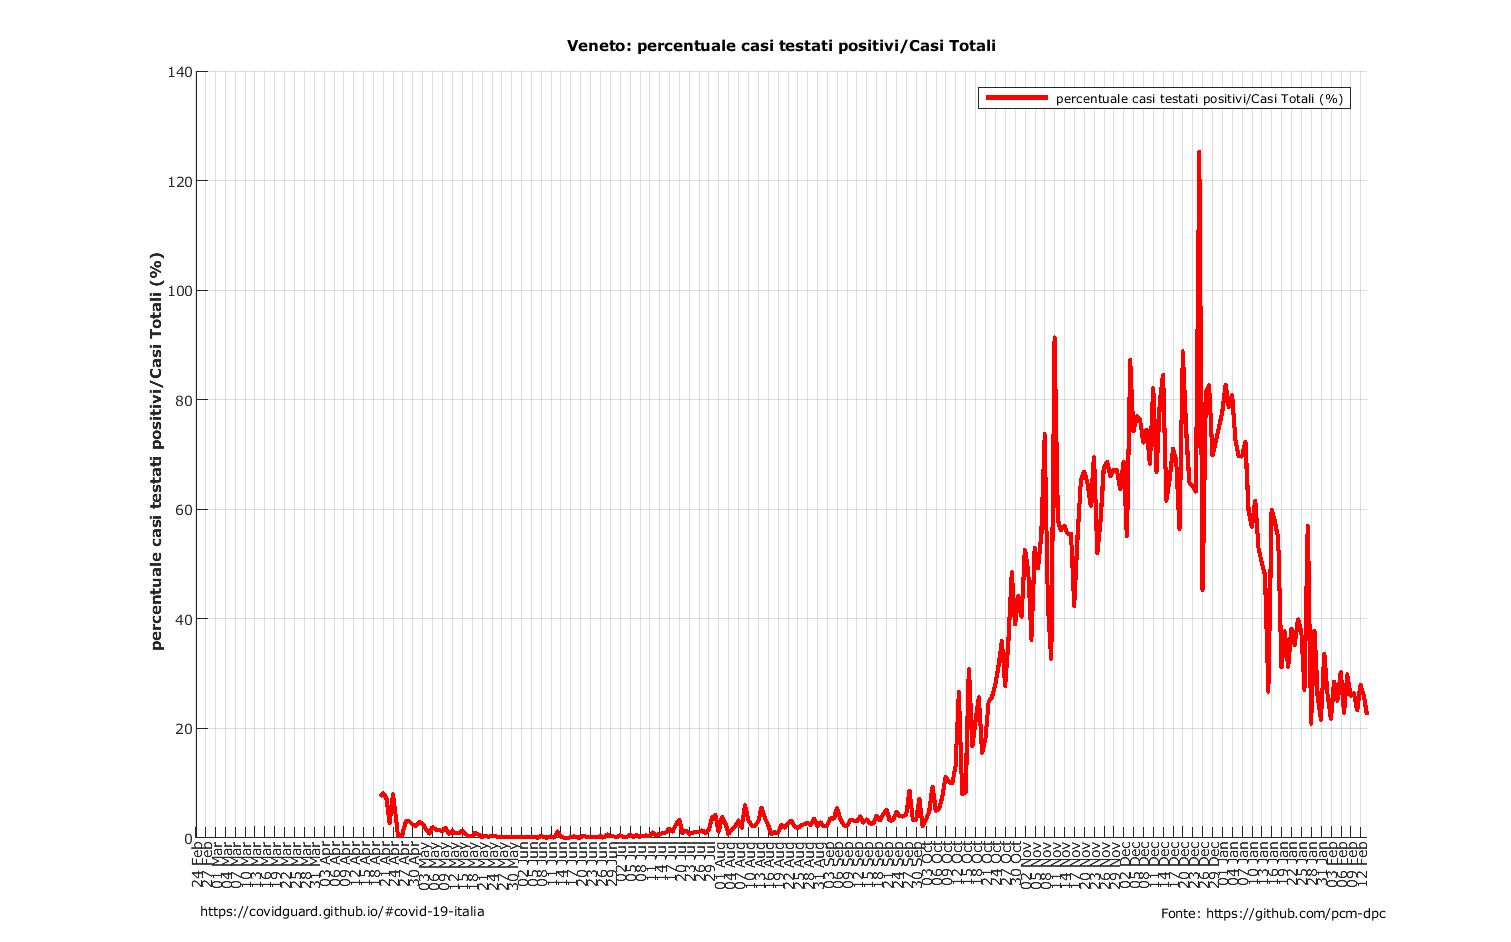 Veneto: percentuale casi testati positivi/Casi Totali
percentuale casi testati positivi/Casi Totali (%)
percentuale casi testati positivi/Casi Totali (%)
140
120
100
80
60
40
20
0
24 Feb
27 Feb
01 Mar
04 Mar
07 Mar
10 Mar
13 Mar
16 Mar
19 Mar
22 Mar
25 Mar
28 Mar
31 Mar
03 Apr
06 Apr
09 Apr
12 Apr
15 Apr
18 Apr
21 Apr
24 Apr
27 Apr
30 Apr
03 May
06 May
09 May
12 May
15 May
18 May
21 May
24 May
27 May
30 May
02 Jun
05 Jun
08 Jun
11 Jun
14 Jun
17 Jun
20 Jun
23 Jun
26 Jun
29 Jun
02 Jul
05 Jul
08 Jul
11 Jul
14 Jul
17 Jul
20 Jul
23 Jul
26 Jul
29 Jul
01 Aug
04 Aug
07 Aug
10 Aug
13 Aug
16 Aug
19 Aug
22 Aug
25 Aug
28 Aug
31 Aug
03 Sep
06 Sep
09 Sep
12 Sep
15 Sep
18 Sep
21 Sep
24 Sep
27 Sep
30 Sep
03 Oct
06 Oct
09 Oct
12 Oct
15 Oct
18 Oct
21 Oct
24 Oct
27 Oct
30 Oct
02 Nov
05 Nov
08 Nov
11 Nov
14 Nov
17 Nov
20 Nov
23 Nov
26 Nov
29 Nov
02 Dec
05 Dec
08 Dec
11 Dec
14 Dec
17 Dec
20 Dec
23 Dec
26 Dec
29 Dec
01 Jan
04 Jan
07 Jan
10 Jan
13 Jan
16 Jan
19 Jan
22 Jan
25 Jan
28 Jan
31 Jan
03 Feb
06 Feb
09 Feb
12 Feb
https://covidguard.github.io/#covid-19-italia
Fonte: https://github.com/pcm-dpc